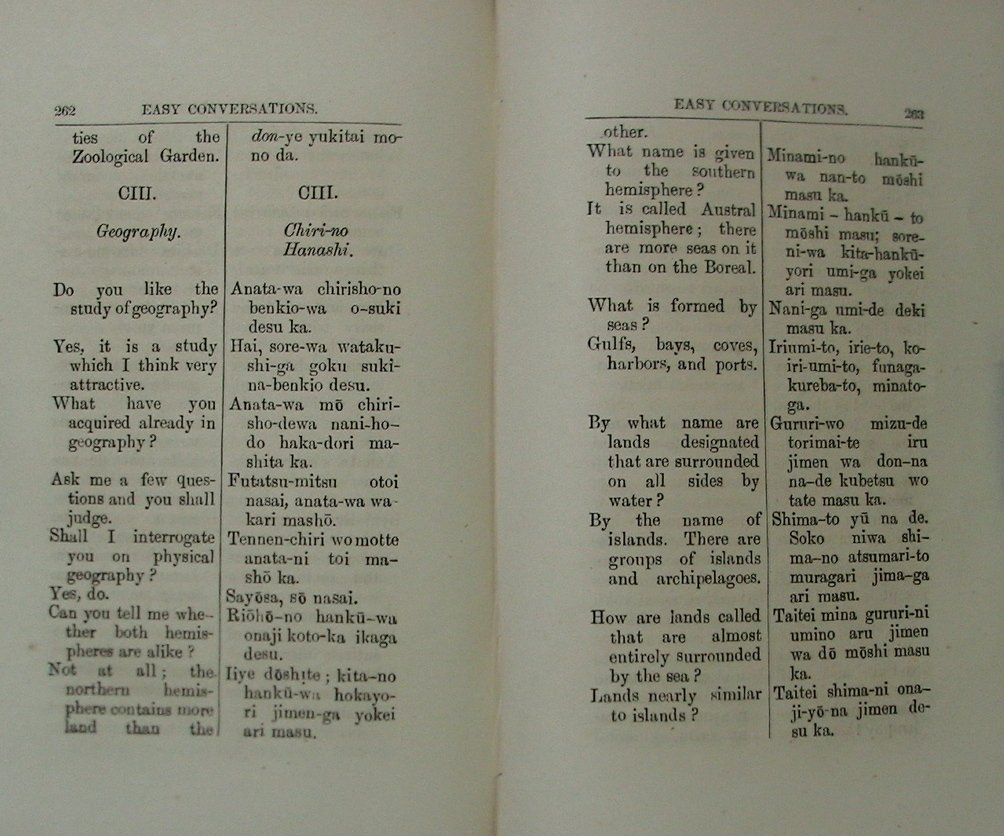 262 EASY CONVERSATIONS.
ties of the
Zoological Garden.
CIII.
Geography.
Do you like the
study of geography?
Yes, it is a study
which I think very
attractive.
What have you
acquired already in
geography?
Ask me a few ques-
tions and you shall
judge.
Shall I interrogate
you on physical
geography?
Yes, do.
Can you tell me whe-
ther both hemis-
pheres are alike?
Not at all; the
northern hemis-
phere contains more
land than the
don-ye yukitai mo-
no da.
CIII.
Chiri-no
Hanashi.
Anata-wa chirisho-no
benkio-wa o-suki
desu ka.
Hai, sore-wa wataku-
shi-ga goku suki-
na-benkio desu.
Anata-wa mō chiri-
sho-dewa nani-ho-
do haka-dori ma-
shita ka.
Futatsu-mitsu otoi
nasai, anata-wa wa-
kari mashō.
Tennen-chiri wo motte
anata-ni toi ma-
shō ka.
Sayōsa, sō nasai.
Riōhō-no hankū-wa
onaji koto-ka ikaga
desu.
Iiye dōshite; kita-no
hankū-wa hokayo-
ri jimen-ga yokei
ari masu.
EASY CONVERSATIONS. 263
other.
What name is given
to the southern
hemisphere?
It is called Austral
hemisphere; there
are more seas on it
than on the Boreal.
What is formed by
seas?
Gulfs, bays, coves,
harbors, and ports.
By what name are
lands designated
that are surrounded
on all sides by
water?
By the name of
islands. There are
groups of islands
and archipelagoes.
How are lands called
that are almost
entirely surrounded
by the sea?
Lands nearly similar
to islands?
Minami-no hankū-
wa nan-to mōshi
masu ka.
Minami-hankū-to
mōshi masu; sore-
ni-wa kita-hankū-
yori umi-ga yokei
ari masu.
Nani-ga umi-de deki
masu ka.
Iriumi-to, irie-to, ko-
iri-umi-to, funaga-
kureba-to, minato-
ga.
Gururi-wo mizu-de
torimai-te iru
jimen wa don-na
na-de kubetsu wo
tate masu ka.
Shima-to yū na de.
Soko niwa shi-
ma-no atsumari-to
muragari jima-ga
ari masu.
Taitei mina gururi-ni
umino aru jimen
wa dō mōshi masu
ka.
Taitei shima-ni ona-
ji-yō-na jimen de-
su ka.